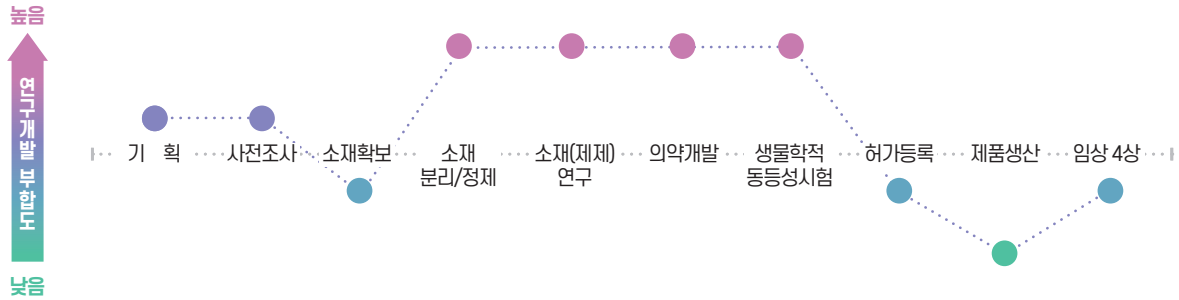 높음
연구개발 부합도
낮음
기 획
사전조사
소재확보
소재
분리/정제
소재(제제)
연구
의약개발
생물학적
동등성시험
허가등록
제품생산
임상 4상